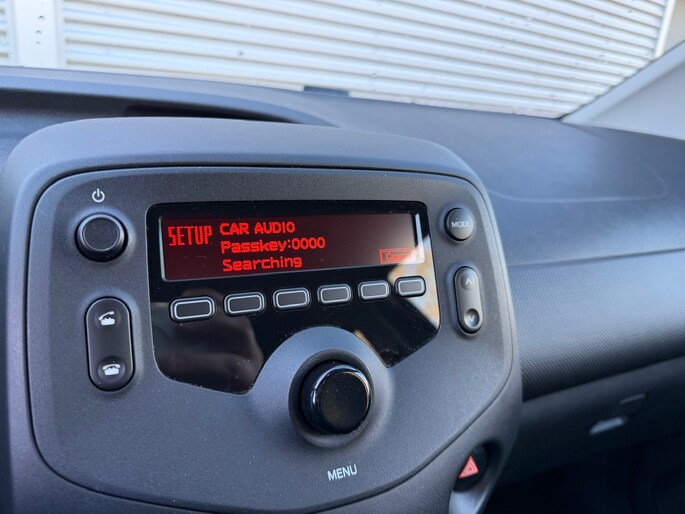 SETUP
CAR AUDIO
Passkey:0000
Searching
MODE
MENU